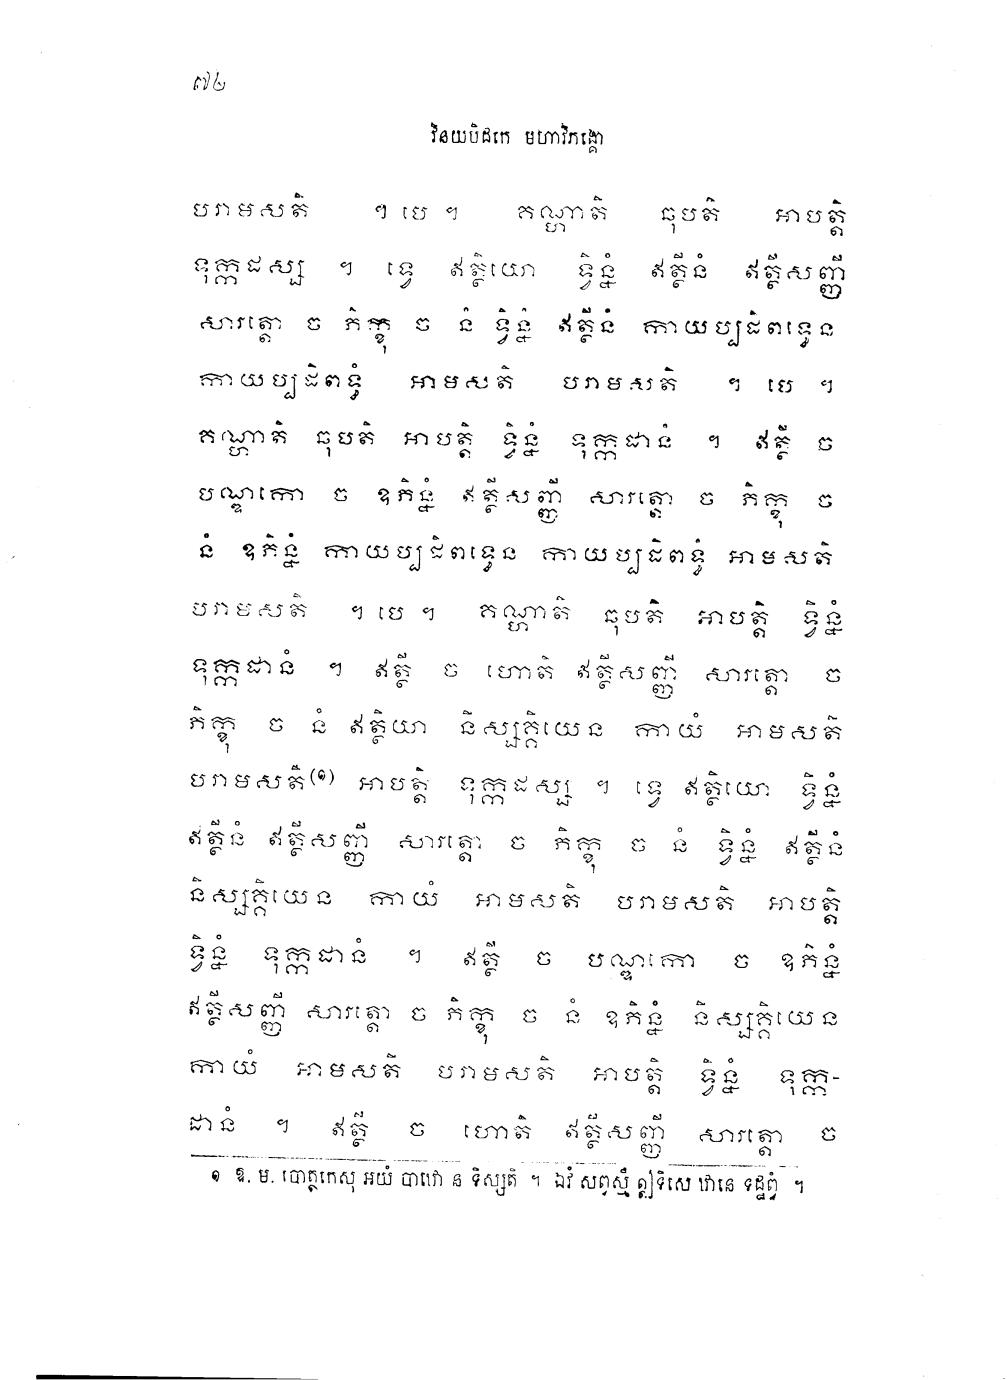 ៧២
វិនយបិដកេ មហាវិភង្គោ
បរាមសតិ ។ បេ ។ គណ្ហាតិ ឆុបតិ អាបត្តិ
ទុក្កដស្ស ។ ទ្វេ ឥត្ថិយោ ទ្វិន្នំ ឥត្ថីនំ ឥត្ថីសញ្ញី
សារត្តោ ច ភិក្ខុ ច នំ ទ្វិន្នំ ឥត្ថីនំ កាយប្បដិពទ្ធេន
កាយប្បដិពទ្ធំ អាមសតិ បរាមសតិ ។ បេ ។
គណ្ហាតិ ឆុបតិ អាបត្តិ ទ្វិន្នំ ទុក្កដានំ ។ ឥត្ថី ច
បណ្ឌកោ ច ឧភិន្នំ ឥត្ថីសញ្ញី សារត្តោ ច ភិក្ខុ ច
នំ ឧភិន្នំ កាយប្បដិពទ្ធេន កាយប្បដិពទ្ធំ អាមសតិ
បរាមសតិ ។ បេ ។ គណ្ហាតិ ឆុបតិ អាបត្តិ ទ្វិន្នំ
ទុក្កដានំ ។ ឥត្ថី ច ហោតិ ឥត្ថីសញ្ញី សារត្តោ ច
ភិក្ខុ ច នំ ឥត្ថិយា និស្សគ្គិយេន កាយំ អាមសតិ
បរាមសតិ(១) អាបត្តិ ទុក្កដស្ស ។ ទ្វេ ឥត្ថិយោ ទ្វិន្នំ
ឥត្ថីនំ ឥត្ថីសញ្ញី សារត្តោ ច ភិក្ខុ ច នំ ទ្វិន្នំ ឥត្ថីនំ
និស្សគ្គិយេន កាយំ អាមសតិ បរាមសតិ អាបត្តិ
ទ្វិន្នំ ទុក្កដានំ ។ ឥត្ថី ច បណ្ឌកោ ច ឧភិន្នំ
ឥត្ថីសញ្ញី សារត្តោ ច ភិក្ខុ ច នំ ឧភិន្នំ និស្សគ្គិយេន
កាយំ អាមសតិ បរាមសតិ អាបត្តិ ទ្វិន្នំ ទុក្ក-
ដានំ ។ ឥត្ថី ច ហោតិ ឥត្ថីសញ្ញី សារត្តោ ច
១ ឱ. ម. បោត្ថកេសុ អយំ បាឋោ ន ទិស្សតិ ។ ឯវំ សព្វស្មឹ ឦទិសេ ឋានេ ទដ្ឋព្វំ ។